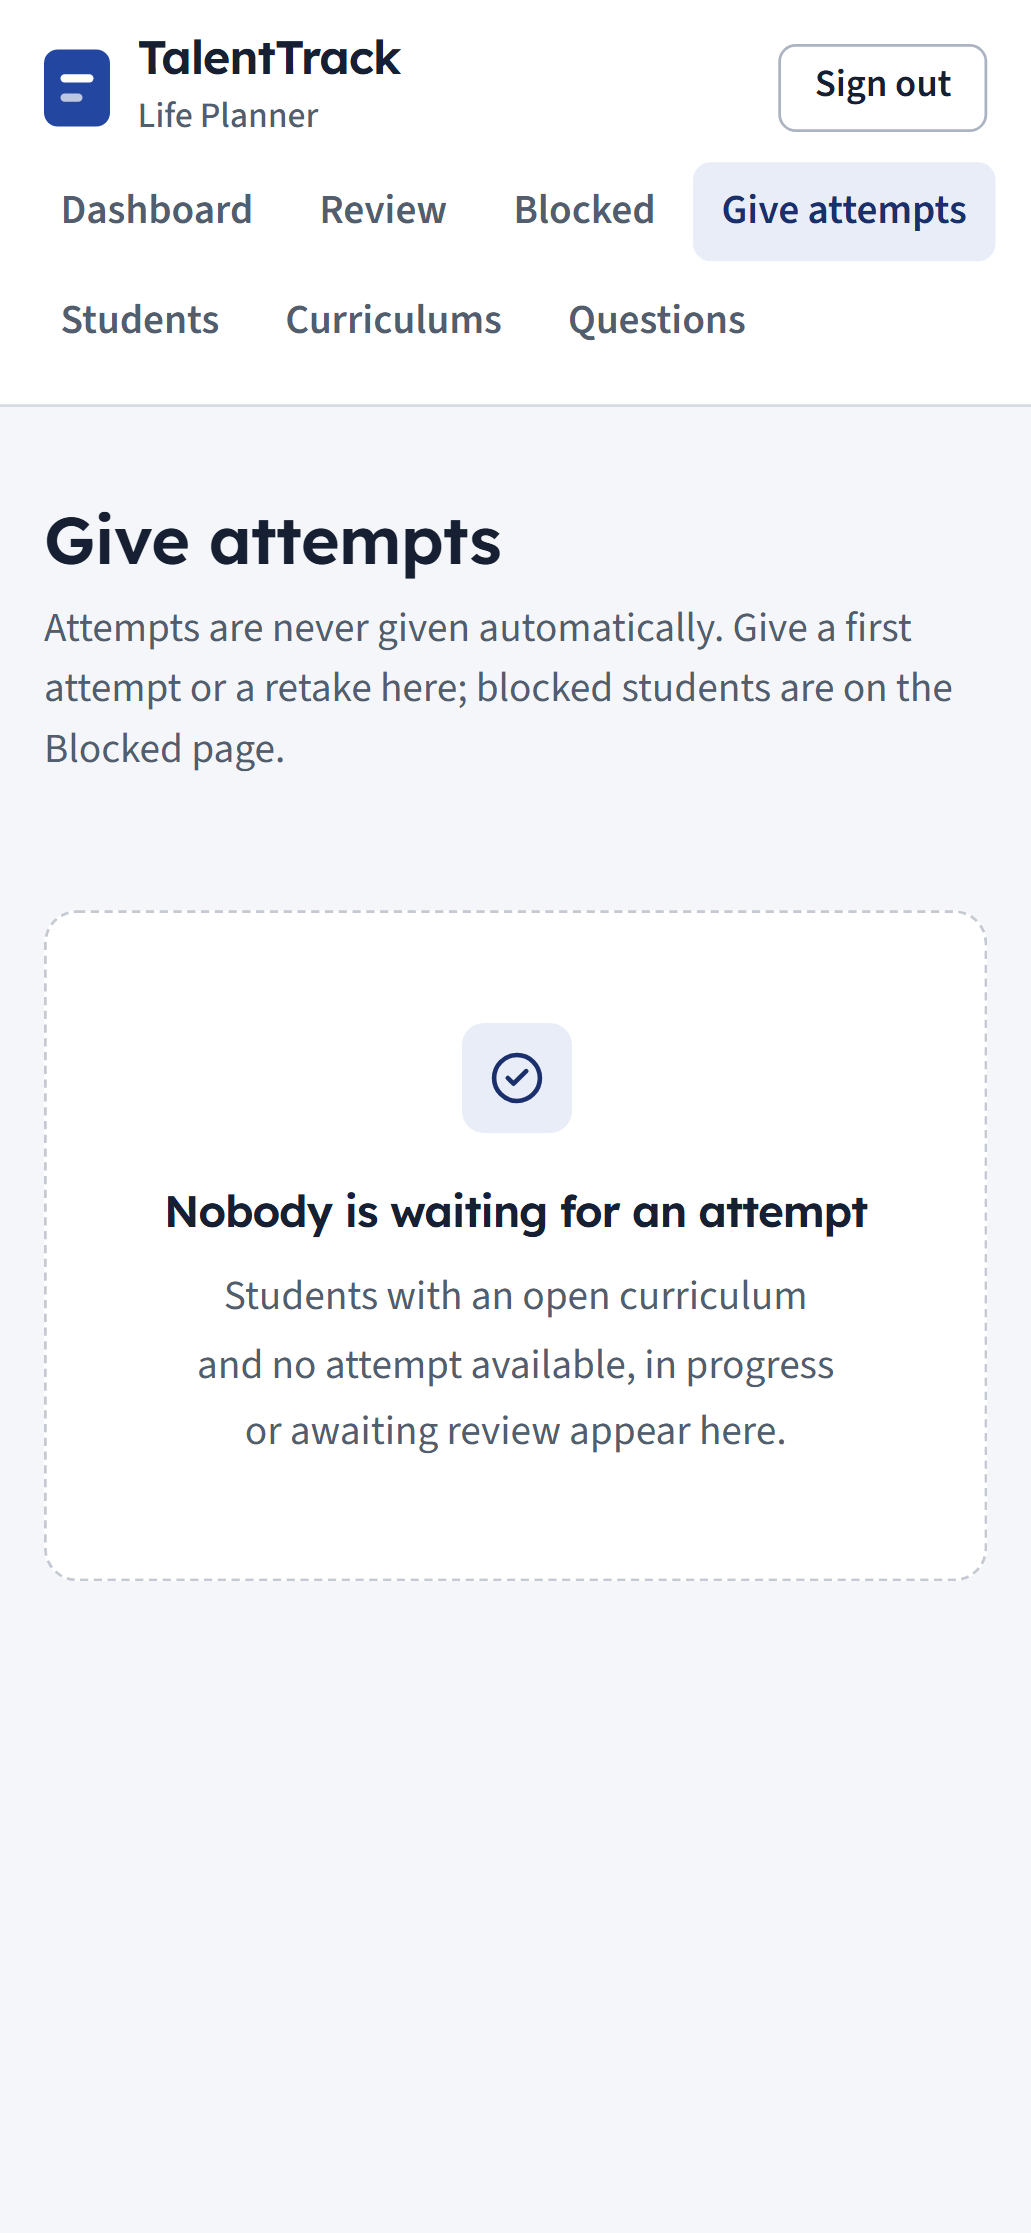 TalentTrack
Life Planner
Sign out
Dashboard Review Blocked Give attempts
Students Curriculums Questions
Give attempts
Attempts are never given automatically. Give a first
attempt or a retake here; blocked students are on the
Blocked page.
Nobody is waiting for an attempt
Students with an open curriculum
and no attempt available, in progress
or awaiting review appear here.